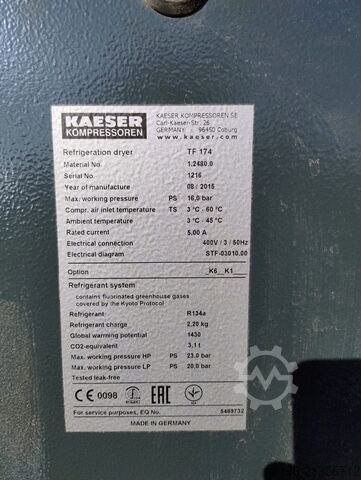 KAESER
KOMPRESSOREN
KAESER KOMPRESSOREN SE
Carl-Kaeser-Str. 26
GERMANY - 96450 Coburg
www.kaeser.com
Refrigeration dryer TF 174
Material No. 1.2480.0
Serial No. 1216
Year of manufacture 08 / 2015
Max. working pressure PS 16,0 bar
Compr. air inlet temperature TS 3 °C - 60 °C
Ambient temperature 3 °C - 45 °C
Rated current 5,00 A
Electrical connection 400V / 3 / 50Hz
Electrical diagram STF-03010.00
Option _K6__K1___
Refrigerant system
contains fluorinated greenhouse gases
covered by the Kyoto Protocol
Refrigerant R134a
Refrigerant charge 2,20 kg
Global warming potential 1430
CO2-equivalent 3,1 t
Max. working pressure HP PS 23,0 bar
Max. working pressure LP PS 20,0 bar
Tested leak-free
CE 0098 EAC
For service purposes, EQ No. 5489732
MADE IN GERMANY